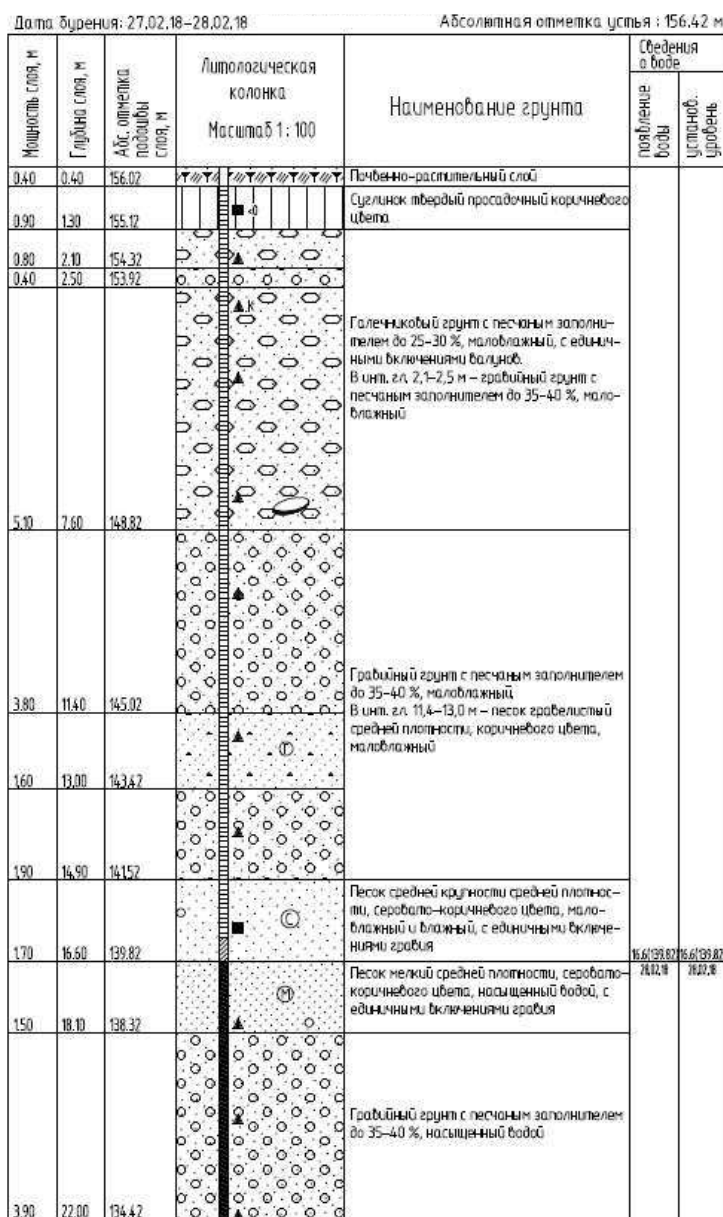 Дата бурения: 27.02.18–28.02.18
Абсолютная отметка устья : 156,42 м
Мощность слоя, м
Глубина слоя, м
Абс. отметка
подошвы
слоя, м
Литологическая
колонка
Масштаб 1 : 100
Наименование грунта
Сведения
о воде
появление
воды
установ.
уровень
0.40 0.40 156.02 Почвенно-растительный слой
Суглинок твердый просадочный коричневого
цвета
0.90 1.30 155.12
<0
0.80 2.10 154.32
0.40 2.50 153.92
К
Галечниковый грунт с песчаным заполни-
телем до 25-30 %, маловлажный, с единич-
ными включениями валунов.
В инт. гл. 2,1-2,5 м – гравийный грунт с
песчаным заполнителем до 35-40 %, мало-
влажный
5.10 7.60 148.82
Гравийный грунт с песчаным заполнителем
до 35-40 %, маловлажный
В инт. гл. 11,4-13,0 м – песок гравелистый
средней плотности, коричневого цвета,
маловлажный
3.80 11.40 145.02
Г
1.60 13.00 143.42
1.90 14.90 141.52
Песок средней крупности средней плотнос-
ти, серовато-коричневого цвета, мало-
влажный и влажный, с единичными включе-
ниями гравия
С
1.70 16.60 139.82
16.6(139.82) 16.6(139.82)
28.02.18 28.02.18
Песок мелкий средней плотности, серовато-
коричневого цвета, насыщенный водой, с
единичными включениями гравия
М
1.50 18.10 138.32
Гравийный грунт с песчаным заполнителем
до 35-40 %, насыщенный водой
3.90 22.00 134.42